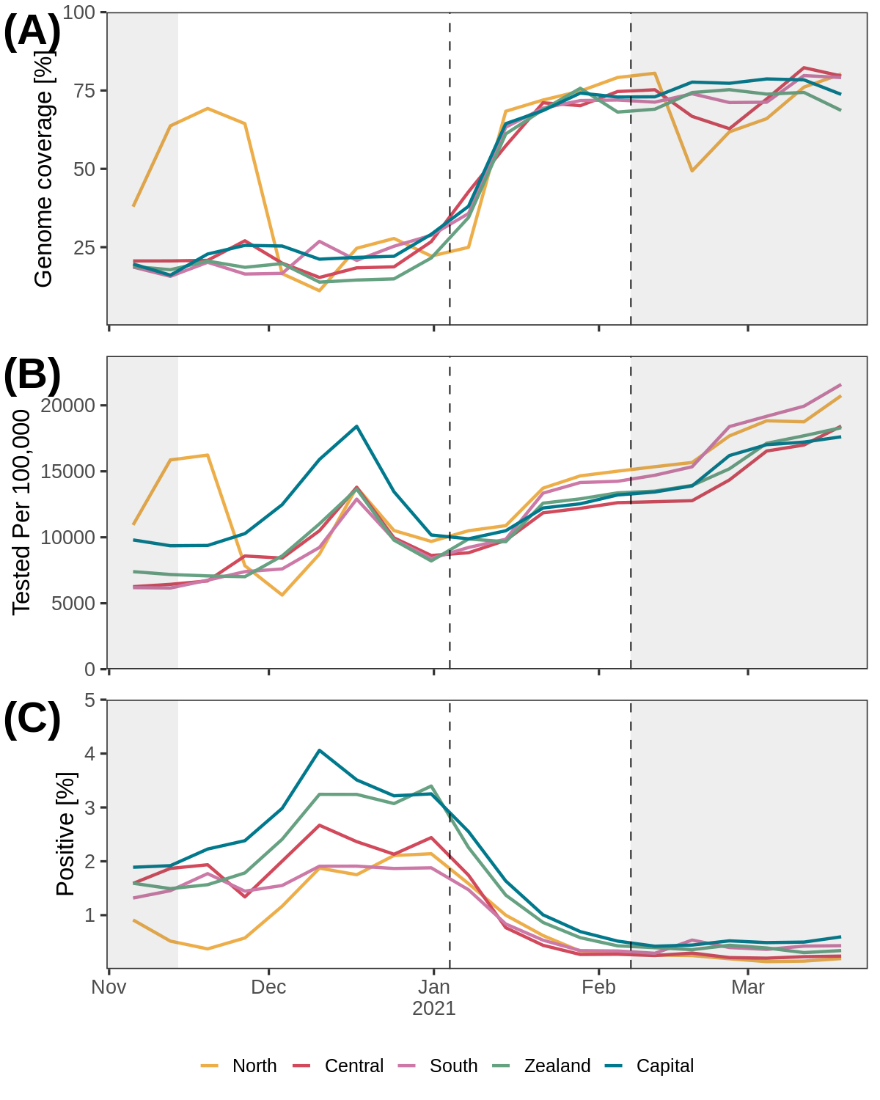 (A)
Genome coverage [%]
100
75
50
25
(B)
Tested Per 100,000
20000
15000
10000
5000
0
(C)
Positive [%]
5
4
3
2
1
Nov Dec Jan Feb Mar
2021
North Central South Zealand Capital